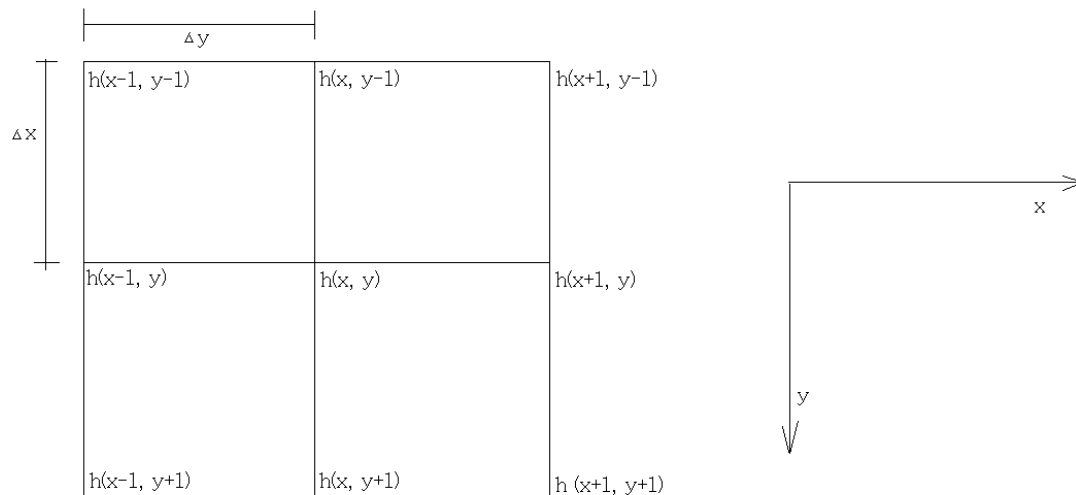 Δy
h(x-1, y-1) h(x, y-1) h(x+1, y-1)
Δx
x
h(x-1, y) h(x, y) h(x+1, y)
y
h(x-1, y+1) h(x, y+1) h (x+1, y+1)